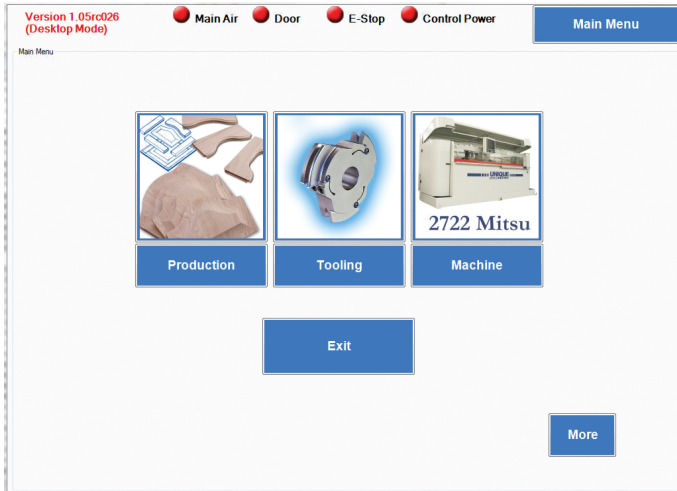 Version 1.05rc026
(Desktop Mode)
Main Air
Door
E-Stop
Control Power
Main Menu
Main Menu
UNIQUE
2722 Mitsu
Production
Tooling
Machine
Exit
More